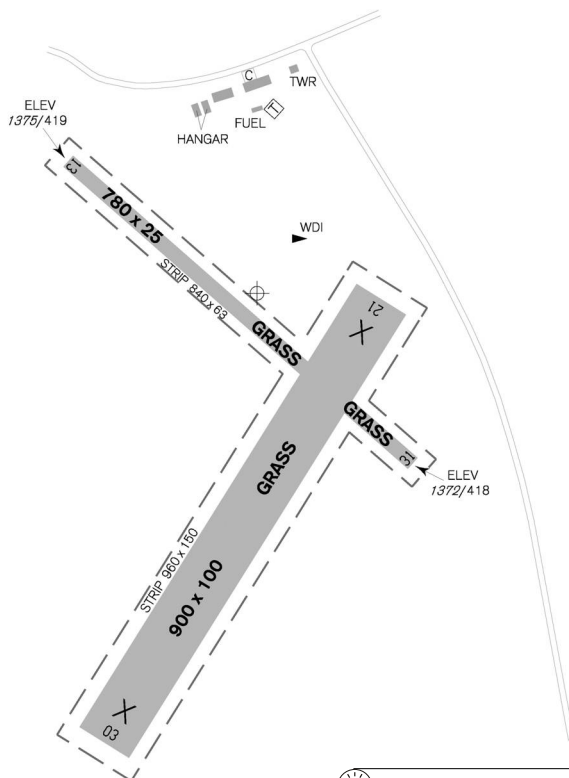 C
TWR
ELEV
1375/419
HANGAR
FUEL
T
13
780 x 25
WDI
STRIP 840 x 63
21
GRASS
GRASS
31
ELEV
1372/418
GRASS
STRIP 960 x 150
900 x 100
03